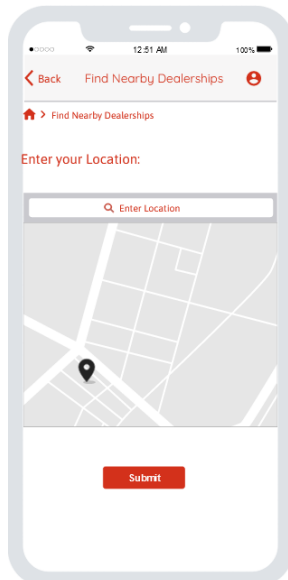 12:51 AM
100%
Back
Find Nearby Dealerships
> Find Nearby Dealerships
Enter your Location:
Enter Location
Submit